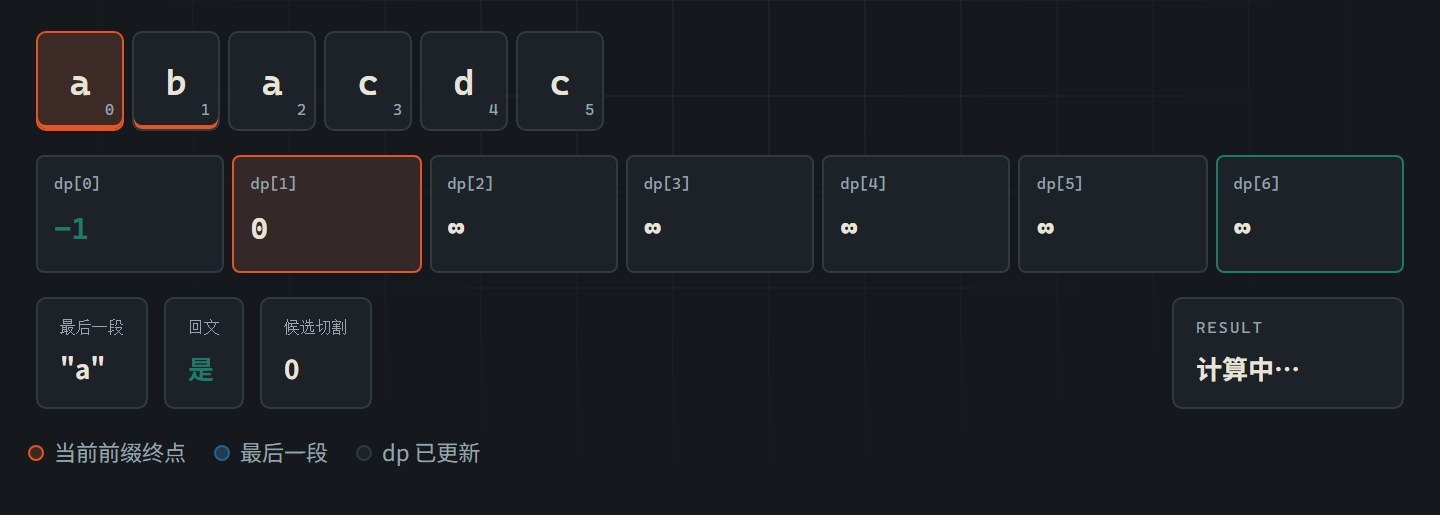 a 0 b 1 a 2 c 3 d 4 c 5
dp[0] dp[1] dp[2] dp[3] dp[4] dp[5] dp[6]
−1 0 ∞ ∞ ∞ ∞ ∞
最后一段 回文 候选切割 RESULT
"a" 是 0 计算中…
当前前缀终点 最后一段 dp 已更新